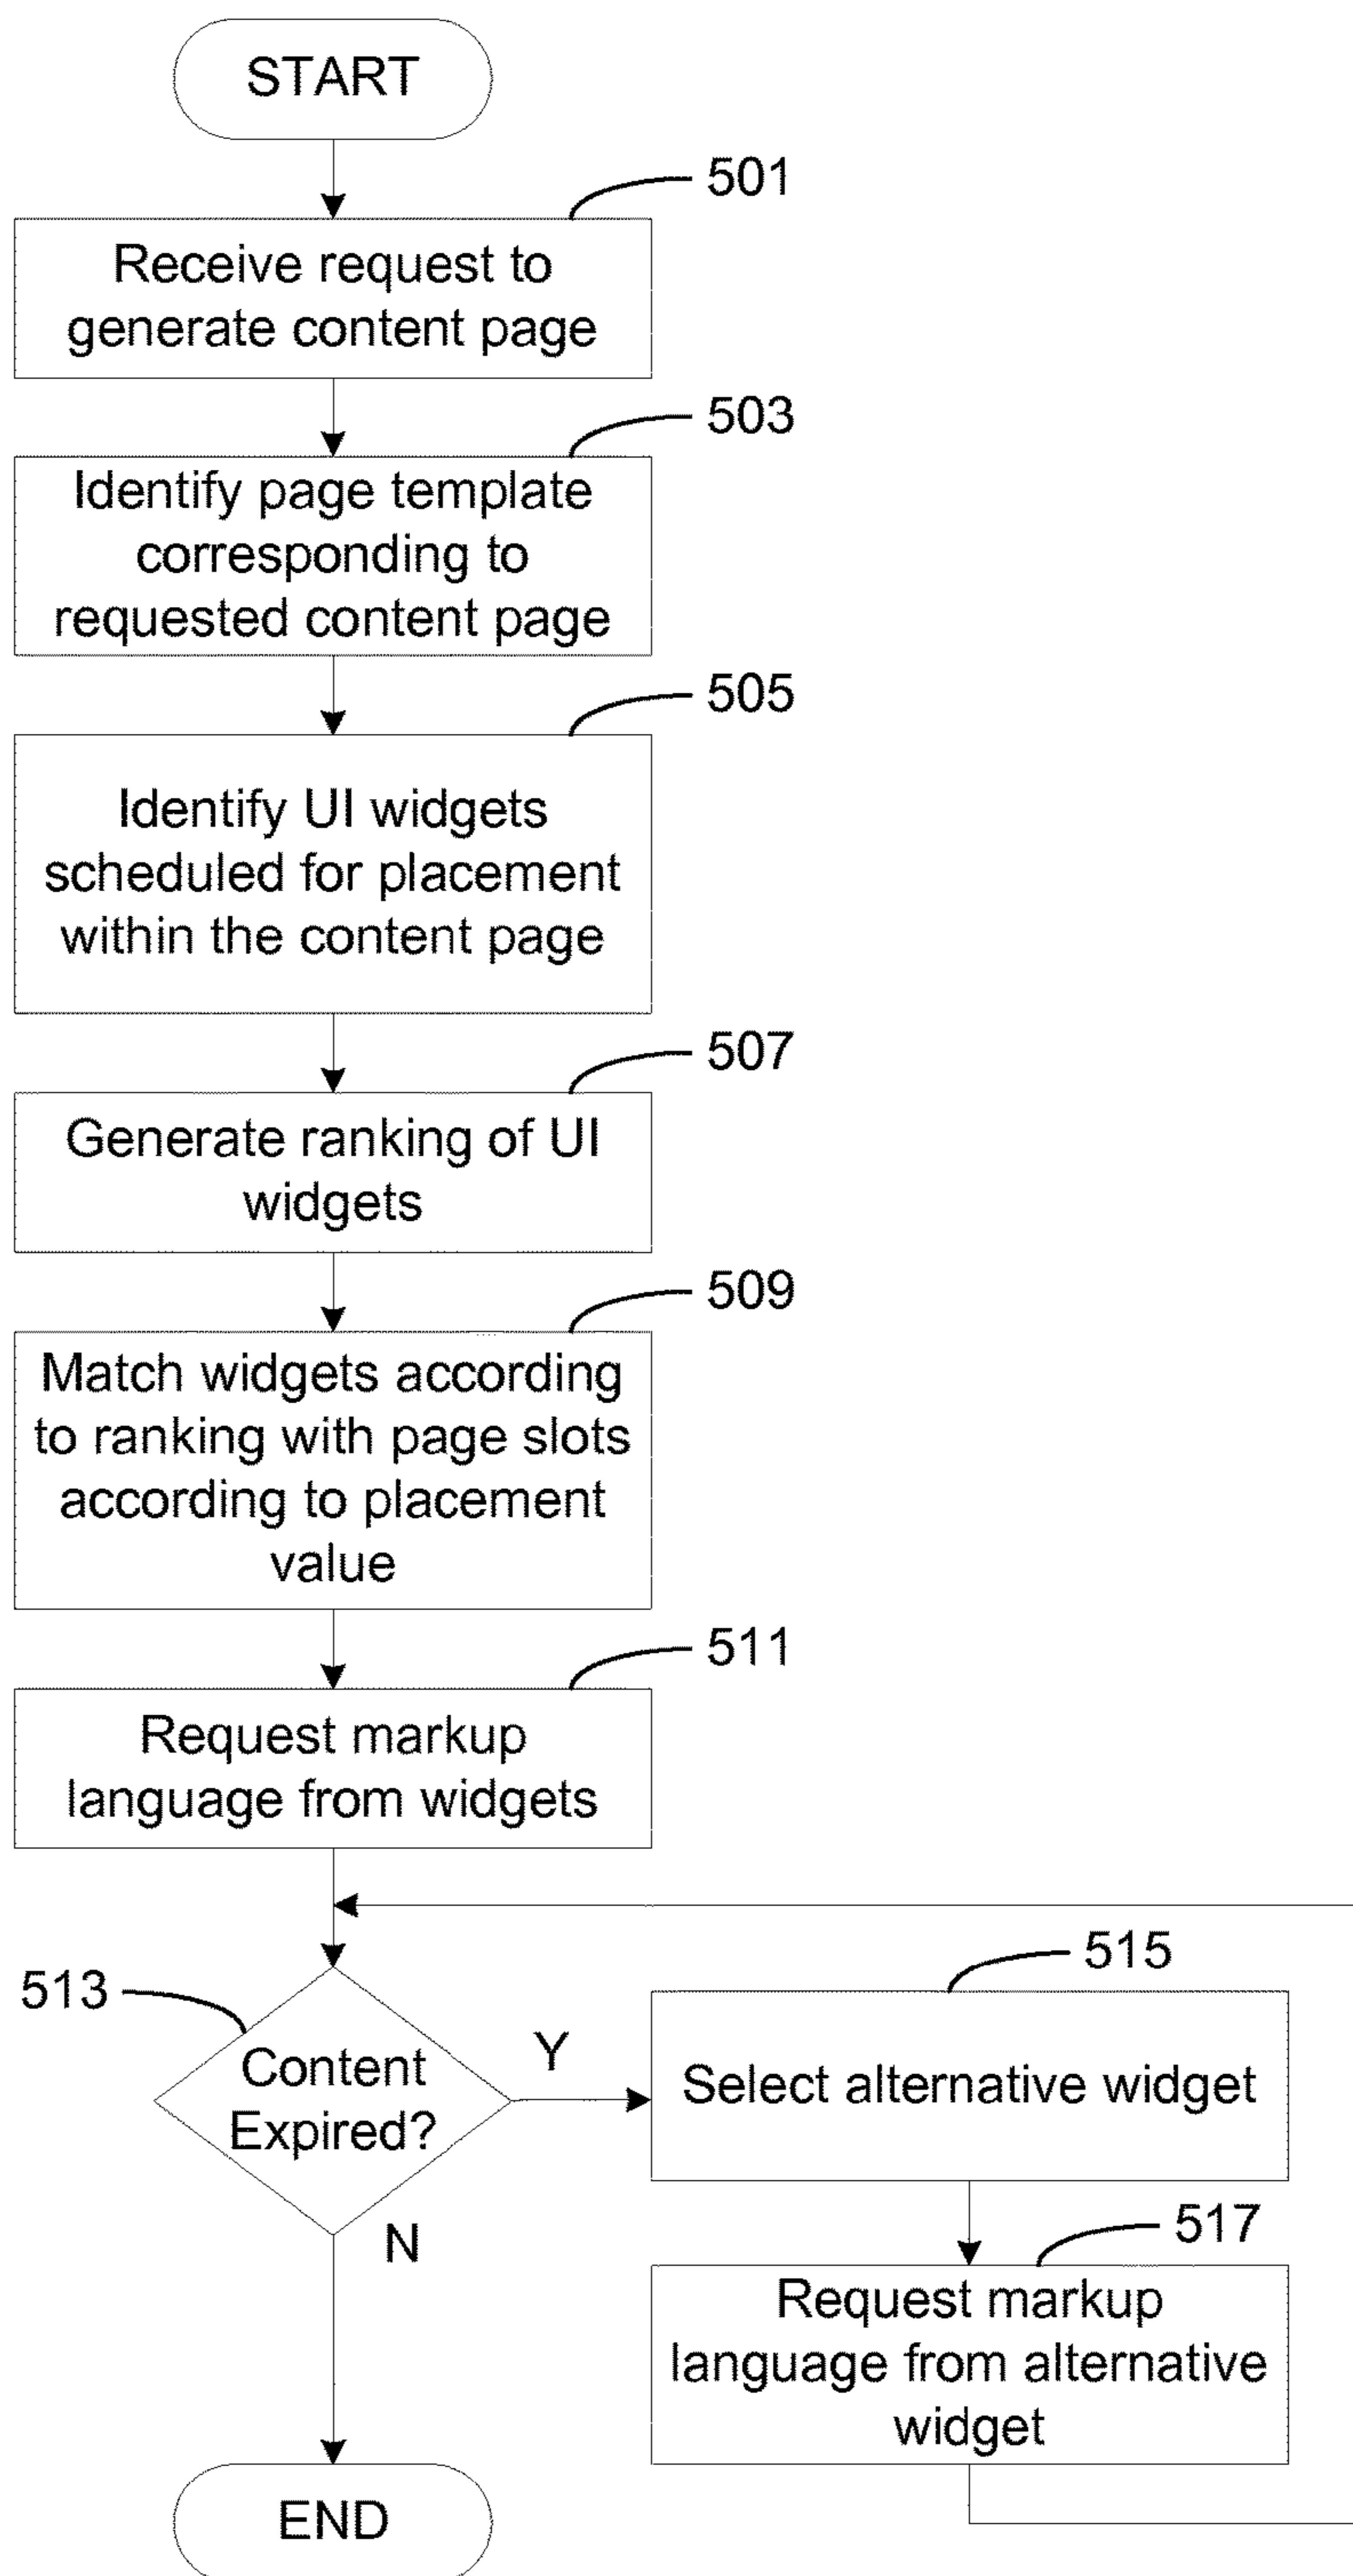 START
501
Receive request to
generate content page
503
Identify page template
corresponding to
requested content page
505
Identify UI widgets
scheduled for placement
within the content page
507
Generate ranking of UI
widgets
509
Match widgets according
to ranking with page slots
according to placement
value
511
Request markup
language from widgets
513
Content
Expired?
Y
N
515
Select alternative widget
517
Request markup
language from alternative
widget
END